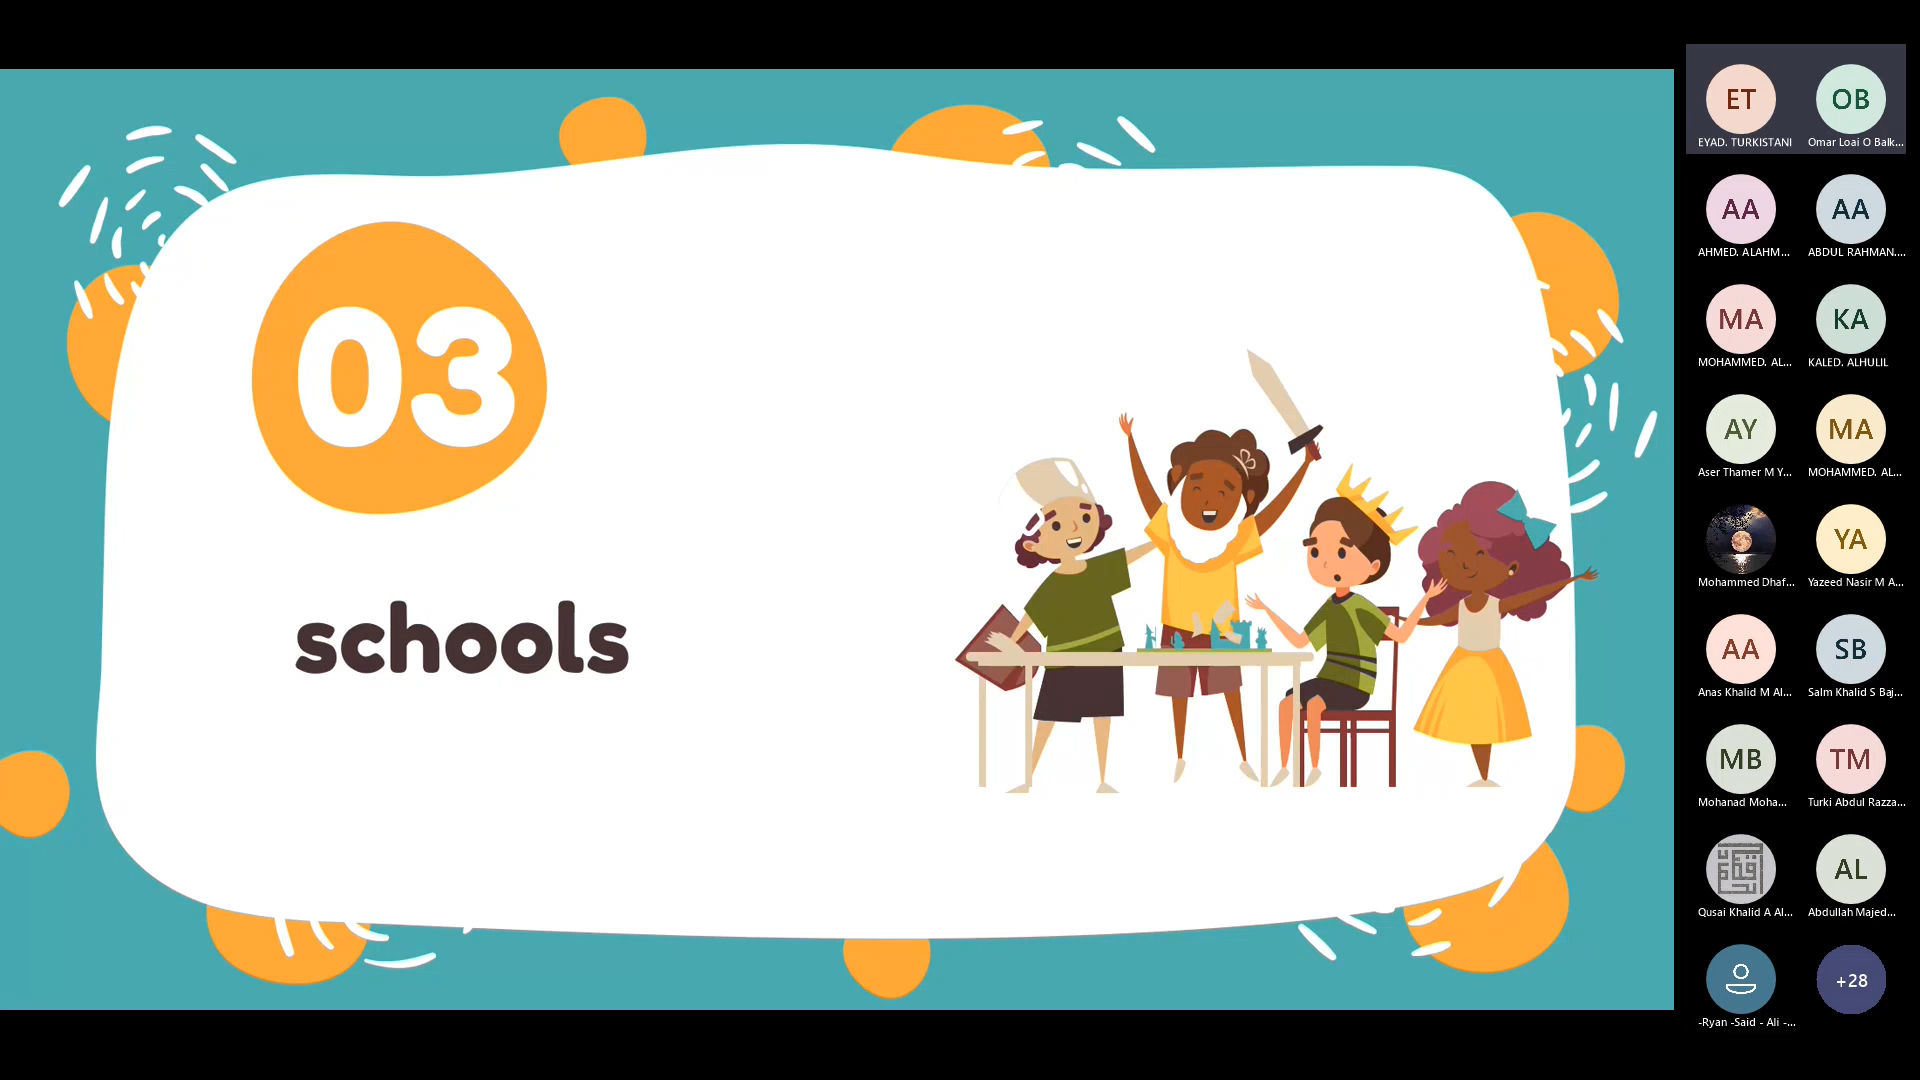 03
schools
ET
OB
EYAD. TURKISTANI
Omar Loai O Balk...
AA
AA
AHMED. ALAHM...
ABDUL RAHMAN....
MA
KA
MOHAMMED. AL...
KALED. ALHULIL
AY
MA
Aser Thamer M Y...
MOHAMMED. AL...
YA
Mohammed Dhaf...
Yazeed Nasir M A...
AA
SB
Anas Khalid M Al...
Salm Khalid S Baj...
MB
TM
Mohanad Moha...
Turki Abdul Razza...
AL
Qusai Khalid A Al...
Abdullah Majed...
+28
-Ryan -Said - Ali -...